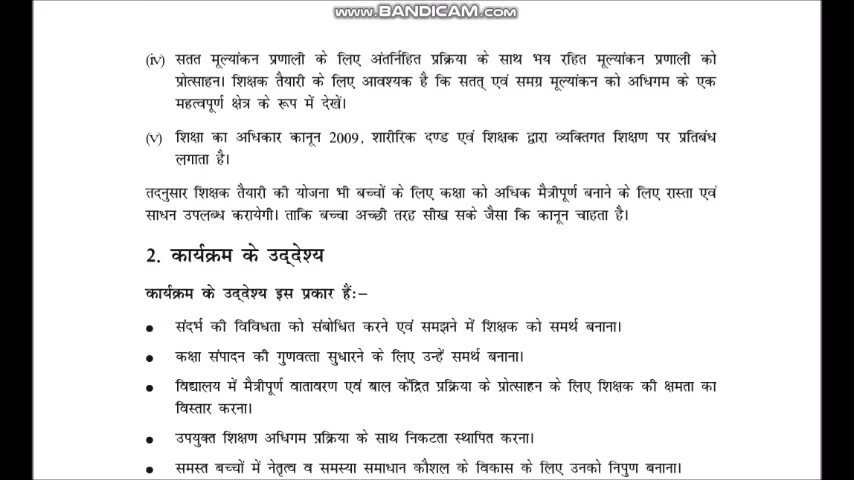 www.BANDICAM.com
(iv) सतत मूल्यांकन प्रणाली के लिए अंतर्निहित प्रक्रिया के साथ भय रहित मूल्यांकन प्रणाली को
प्रोत्साहन। शिक्षक तैयारी के लिए आवश्यक है कि सतत् एवं समग्र मूल्यांकन को अधिगम के एक
महत्वपूर्ण क्षेत्र के रूप में देखें।
(v) शिक्षा का अधिकार कानून 2009, शारीरिक दण्ड एवं शिक्षक द्वारा व्यक्तिगत शिक्षण पर प्रतिबंध
लगाता है।
तद्नुसार शिक्षक तैयारी की योजना भी बच्चों के लिए कक्षा को अधिक मैत्रीपूर्ण बनाने के लिए रास्ता एवं
साधन उपलब्ध करायेगी। ताकि बच्चा अच्छी तरह सीख सके जैसा कि कानून चाहता है।
2. कार्यक्रम के उद्देश्य
कार्यक्रम के उद्देश्य इस प्रकार हैं:–
• संदर्भ की विविधता को संबोधित करने एवं समझने में शिक्षक को समर्थ बनाना।
• कक्षा संपादन की गुणवत्ता सुधारने के लिए उन्हें समर्थ बनाना।
• विद्यालय में मैत्रीपूर्ण वातावरण एवं बाल केंद्रित प्रक्रिया के प्रोत्साहन के लिए शिक्षक की क्षमता का
विस्तार करना।
• उपयुक्त शिक्षण अधिगम प्रक्रिया के साथ निकटता स्थापित करना।
• समस्त बच्चों में नेतृत्व व समस्या समाधान कौशल के विकास के लिए उनको निपुण बनाना।